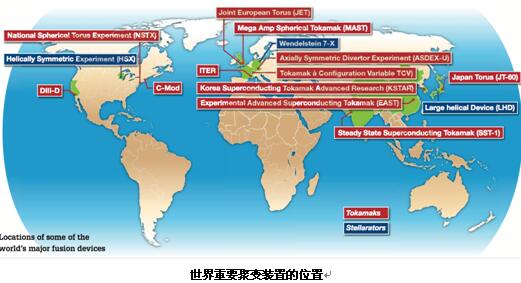 Joint European Torus (JET)
Mega Amp Spherical Tokamak (MAST)
National Spherical Torus Experiment (NSTX)
Wendelstein 7-X
Helically Symmetric Experiment (HSX)
Axially Symmetric Divertor Experiment (ASDEX-U)
ITER
Tokamak à Configuration Variable TCV)
Japan Torus (JT-60)
DIII-D
C-Mod
Korea Superconducting Tokamak Advanced Research (KSTAR)
Experimental Advanced Superconducting Tokamak (EAST)
Large helical Device (LHD)
Steady State Superconducting Tokamak (SST-1)
Tokamaks
Stellarators
Locations of some of the
world's major fusion devices
世界重要聚变装置的位置